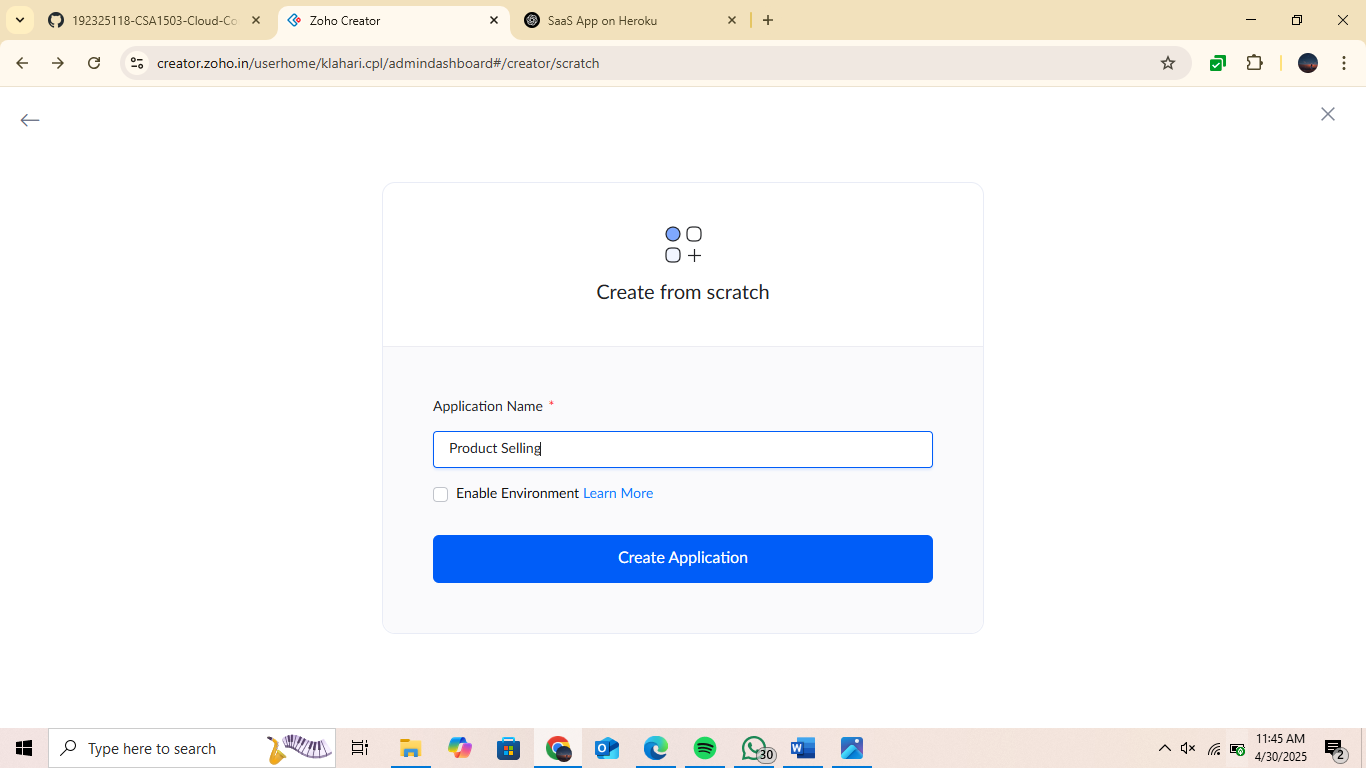 192325118-CSA1503-Cloud-Co
Zoho Creator
SaaS App on Heroku
creator.zoho.in/userhome/klahari.cpl/admindashboard#/creator/scratch
Create from scratch
Application Name *
Product Selling
Enable Environment Learn More
Create Application
Type here to search
30
11:45 AM
4/30/2025
2